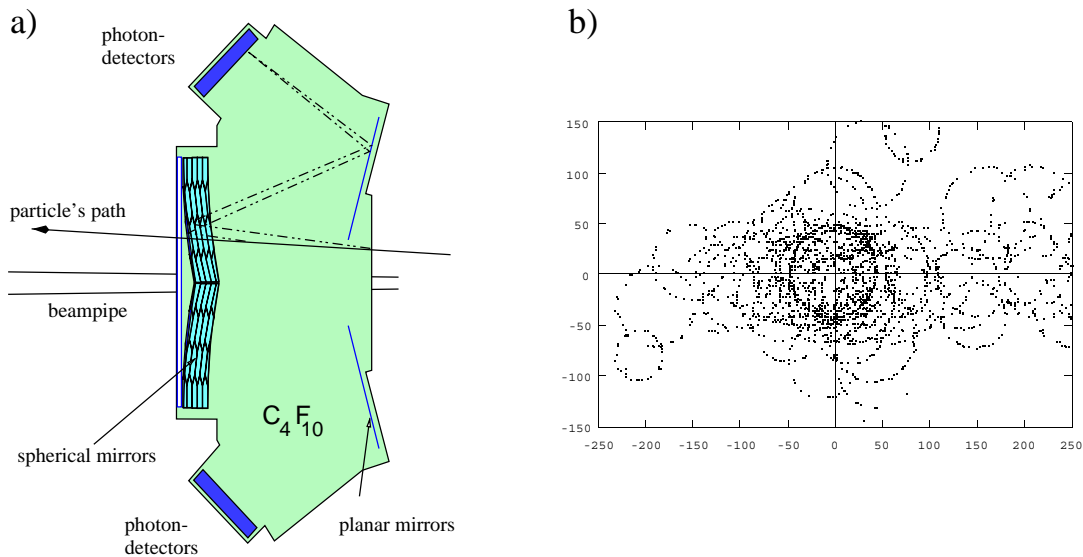 a)
photon-
detectors
particle's path
beampipe
spherical mirrors
C4F10
photon-
detectors
planar mirrors
b)
150
100
50
0
-50
-100
-150
-250 -200 -150 -100 -50 0 50 100 150 200 250